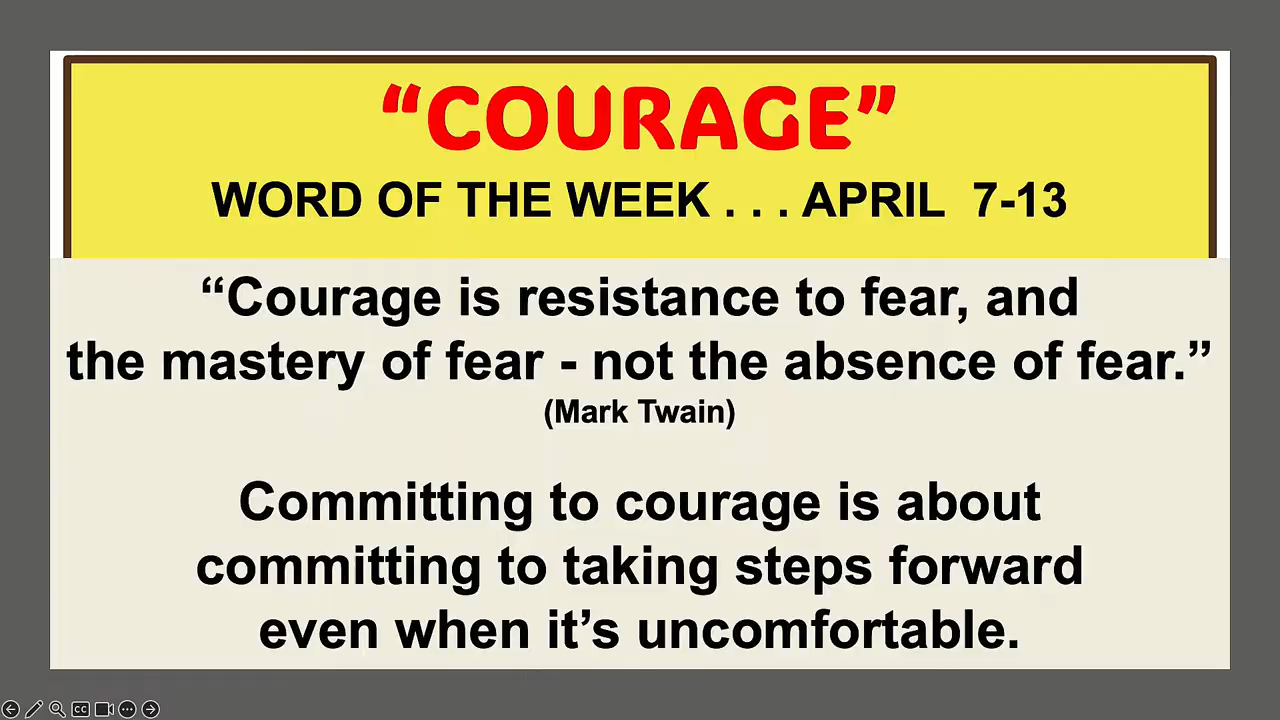 “COURAGE”
WORD OF THE WEEK . . . APRIL 7-13
“Courage is resistance to fear, and
the mastery of fear - not the absence of fear.”
(Mark Twain)
Committing to courage is about
committing to taking steps forward
even when it’s uncomfortable.
CC